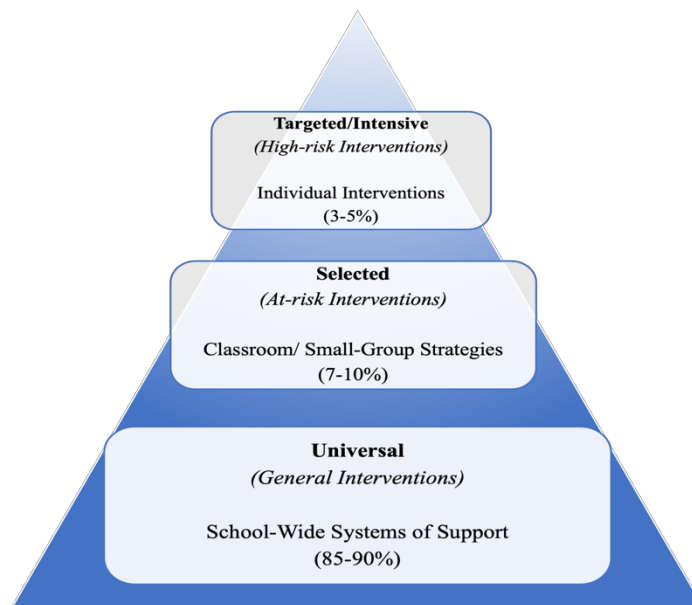 Targeted/Intensive
(High-risk Interventions)
Individual Interventions
(3-5%)
Selected
(At-risk Interventions)
Classroom/ Small-Group Strategies
(7-10%)
Universal
(General Interventions)
School-Wide Systems of Support
(85-90%)